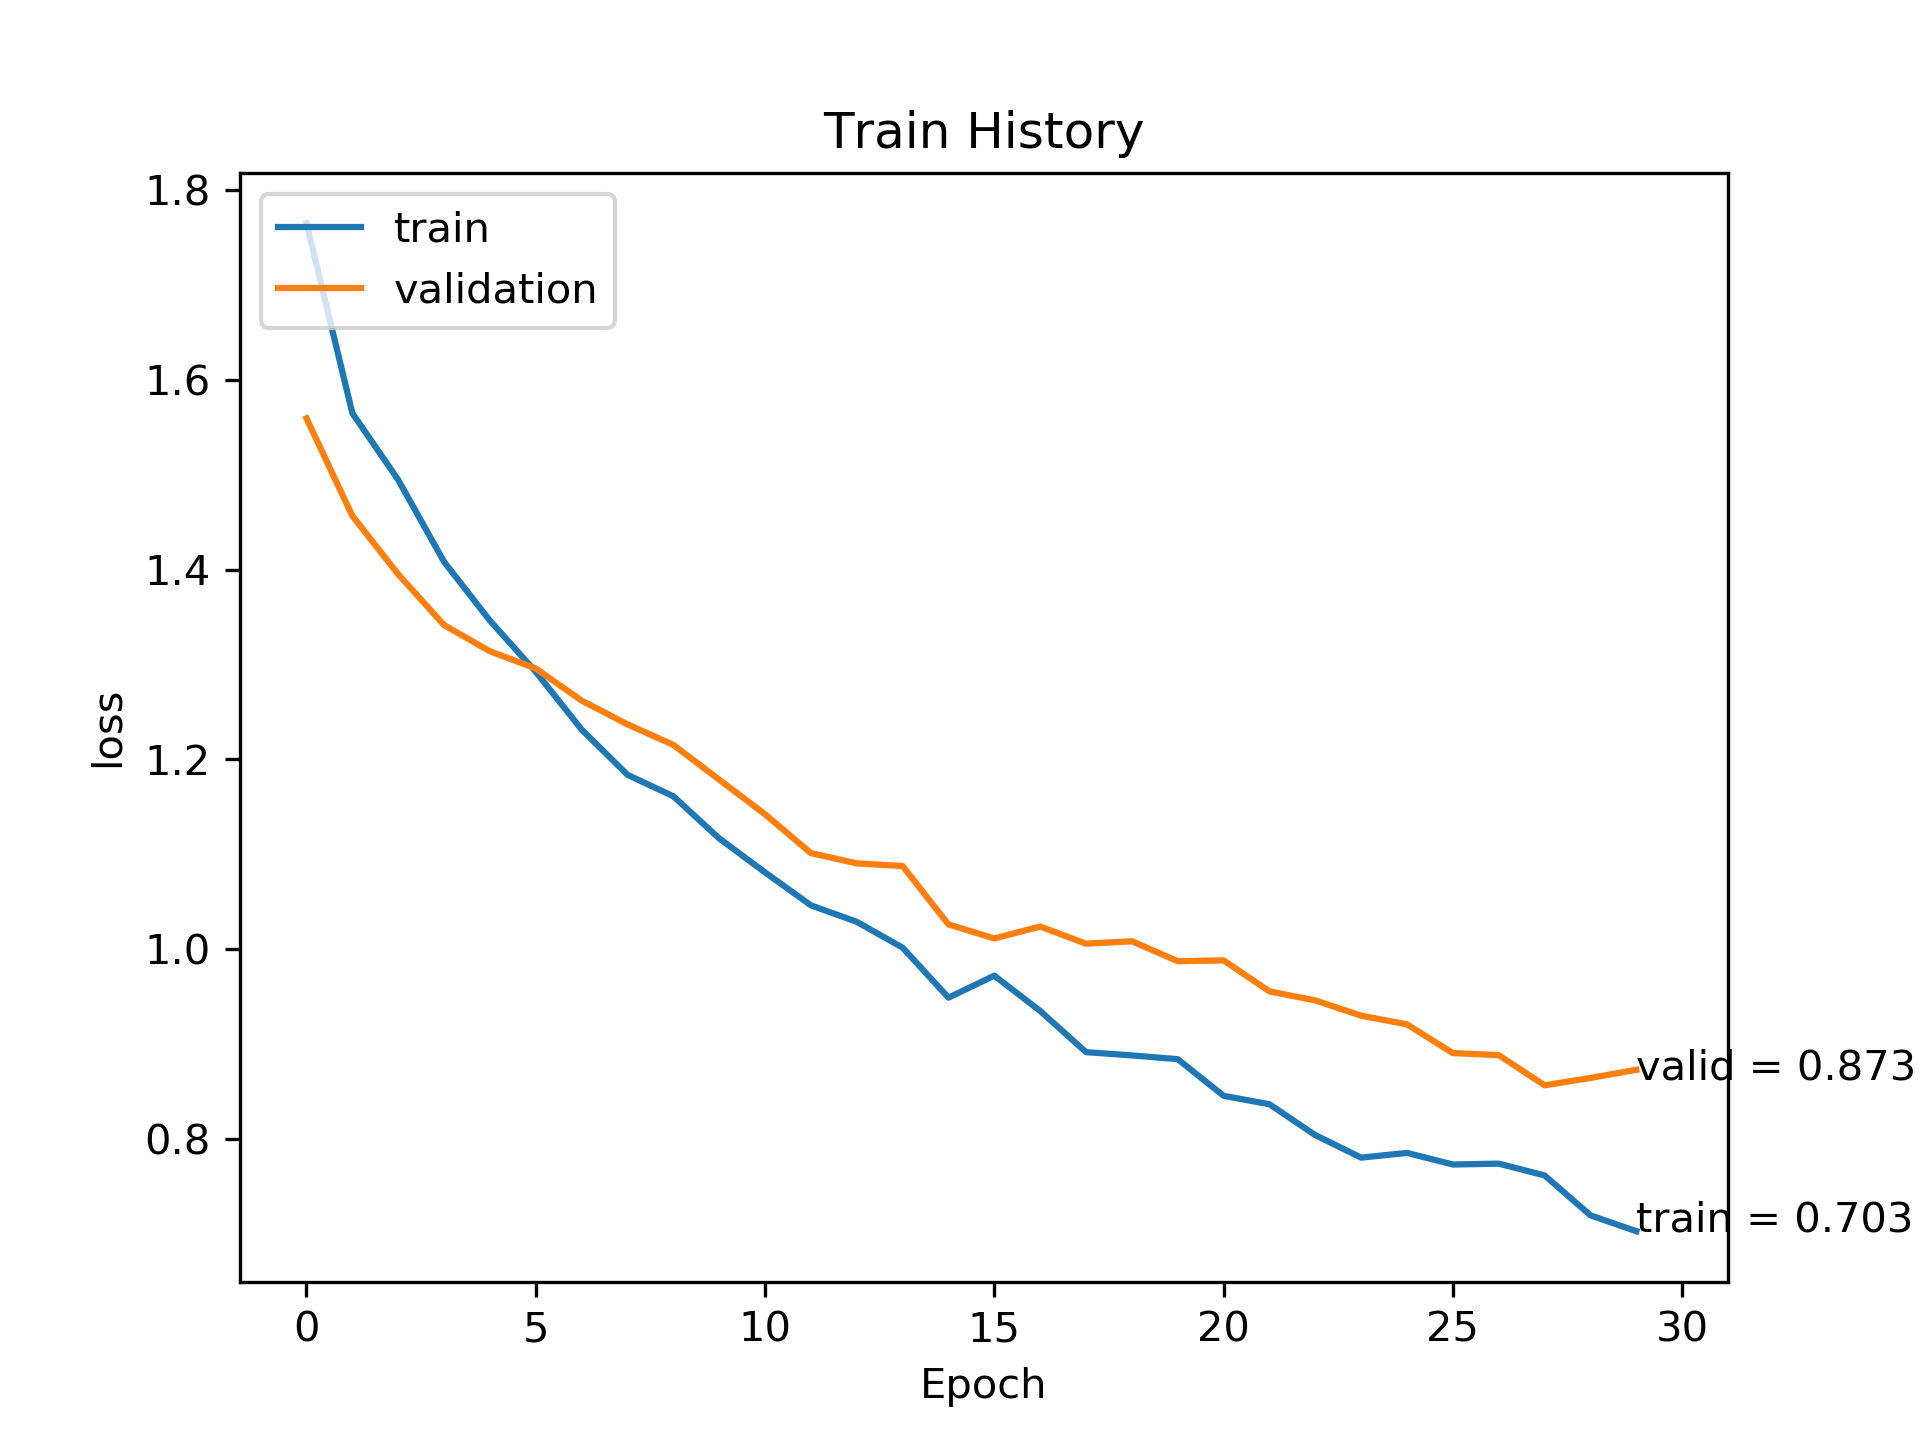 Train History
train
validation
1.8
1.6
1.4
1.2
1.0
0.8
loss
valid = 0.873
train = 0.703
0 5 10 15 20 25 30
Epoch